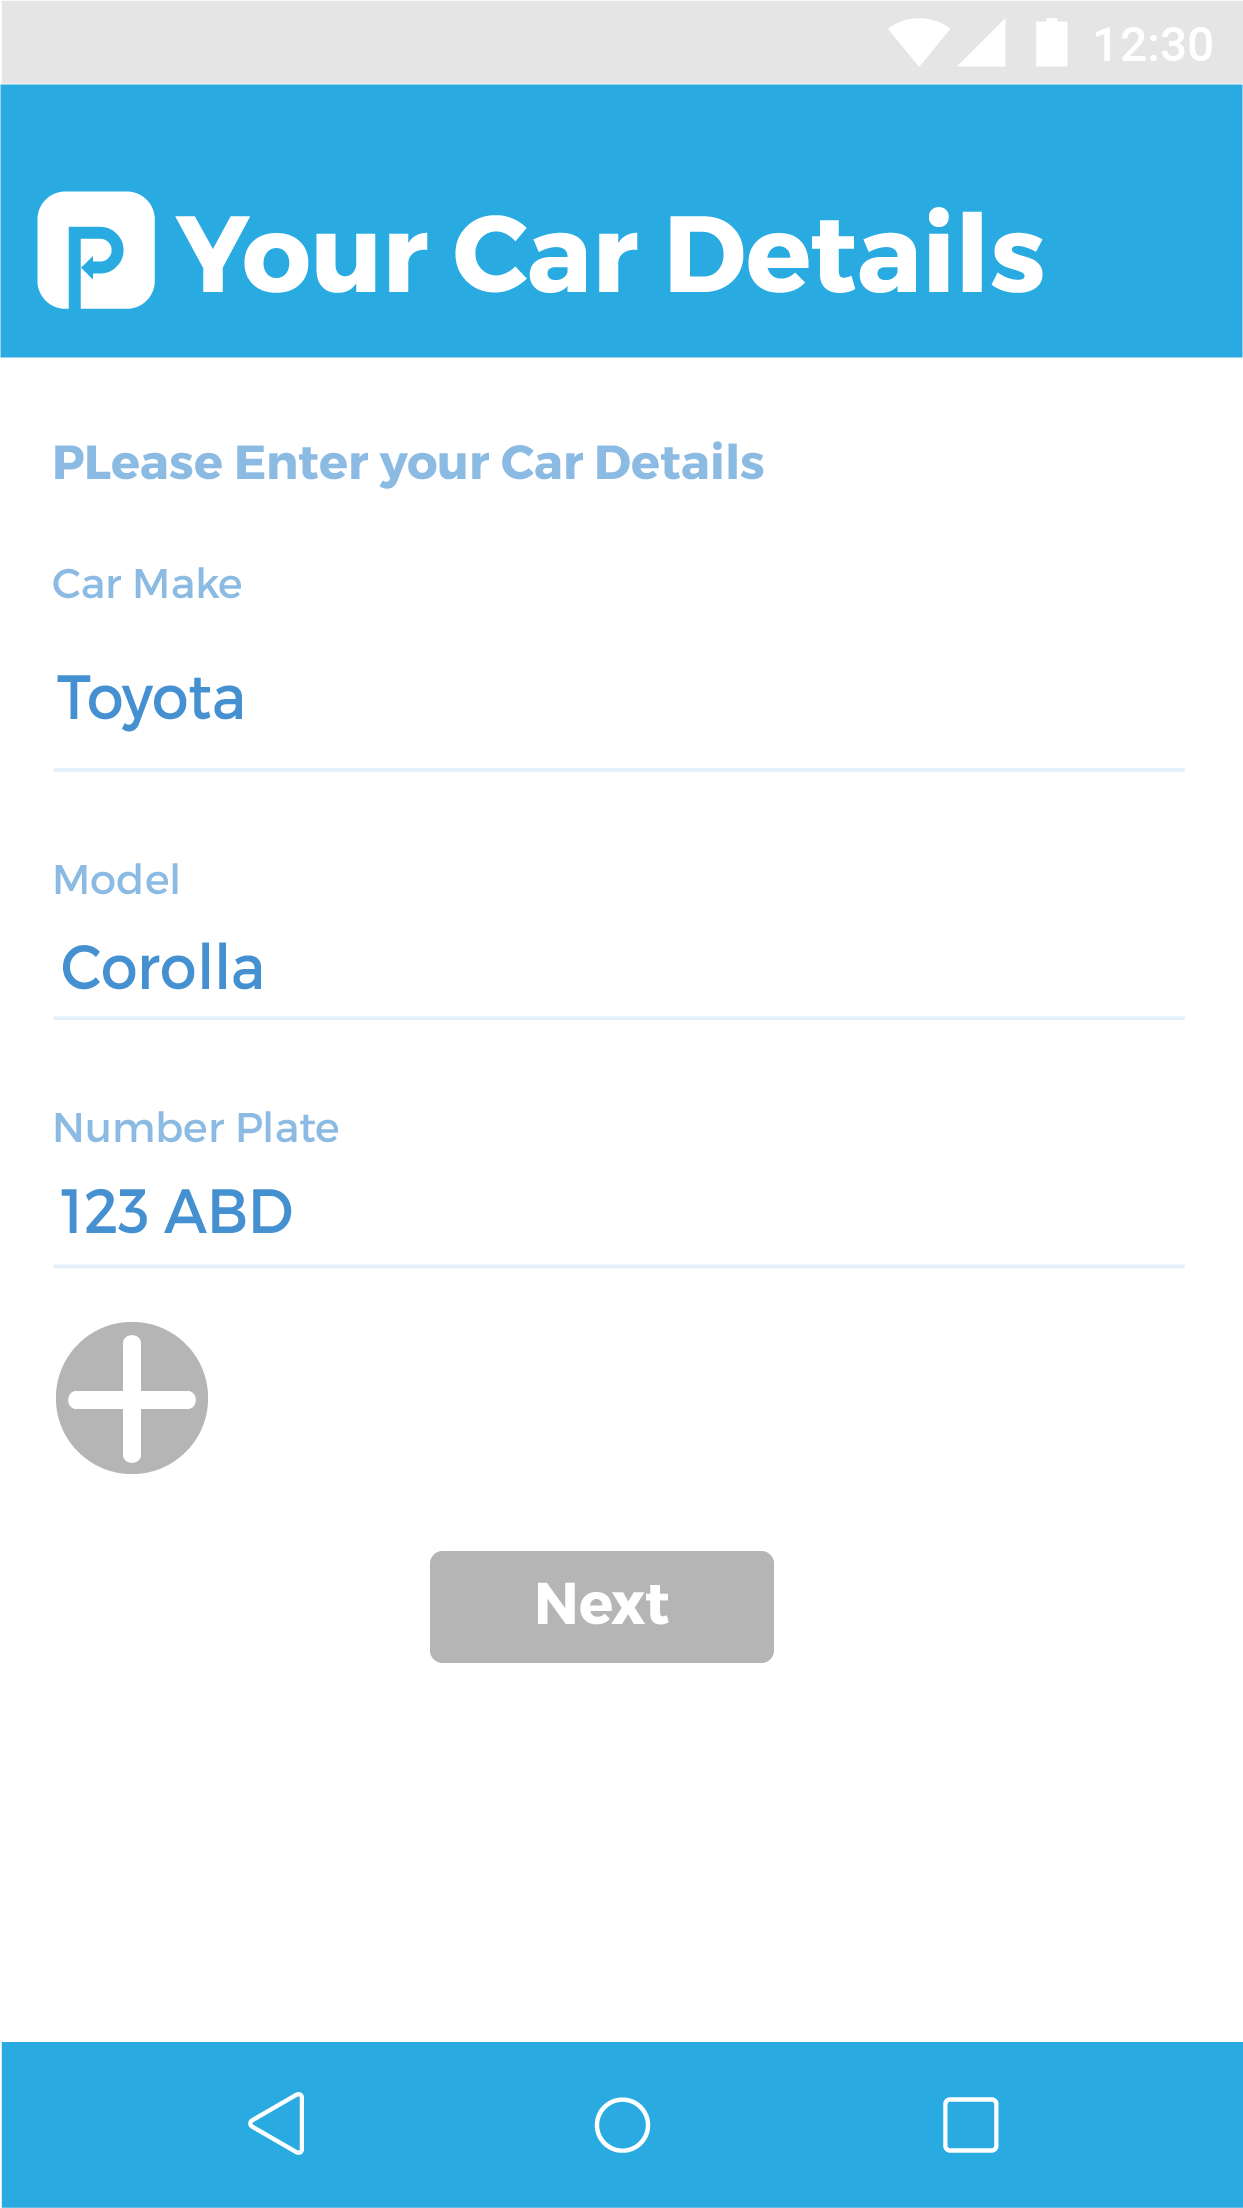 12:30
P Your Car Details
PLease Enter your Car Details
Car Make
Toyota
Model
Corolla
Number Plate
123 ABD
Next